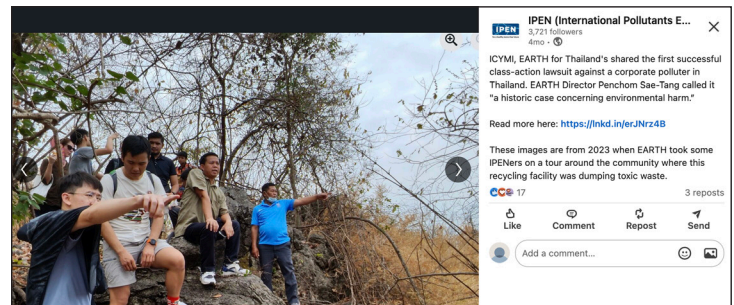 IPEN (International Pollutants E...
IPEN
3,721 followers
4mo •
ICYMI, EARTH for Thailand's shared the first successful
class-action lawsuit against a corporate polluter in
Thailand. EARTH Director Penchom Sae-Tang called it
"a historic case concerning environmental harm."
Read more here: https://lnkd.in/erJNrz4B
These images are from 2023 when EARTH took some
IPENers on a tour around the community where this
recycling facility was dumping toxic waste.
17 3 reposts
Like Comment Repost Send
Add a comment...